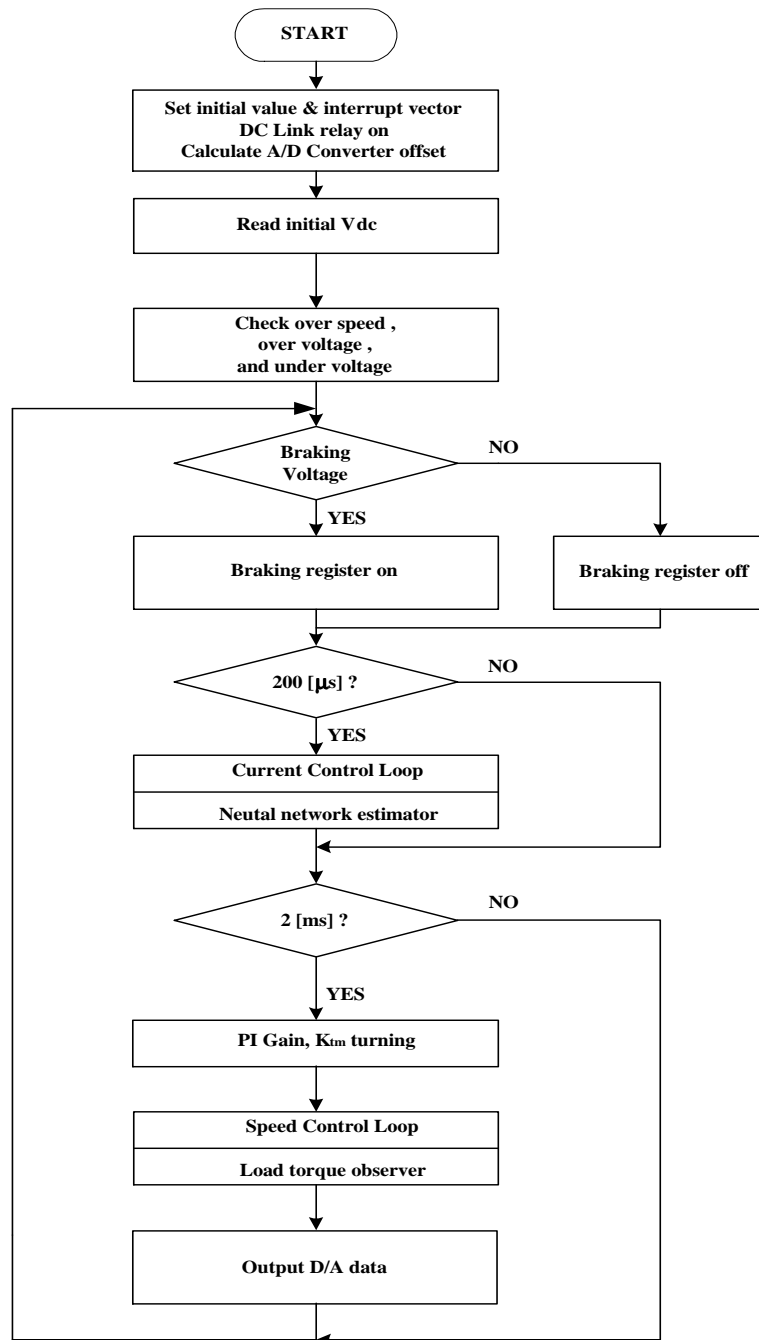 START
Set initial value & interrupt vector
DC Link relay on
Calculate A/D Converter offset
Read initial Vdc
Check over speed ,
over voltage ,
and under voltage
Braking
Voltage
NO
YES
Braking register on
Braking register off
200 [μs] ?
NO
YES
Current Control Loop
Neutal network estimator
2 [ms] ?
NO
YES
PI Gain, Ktm turning
Speed Control Loop
Load torque observer
Output D/A data